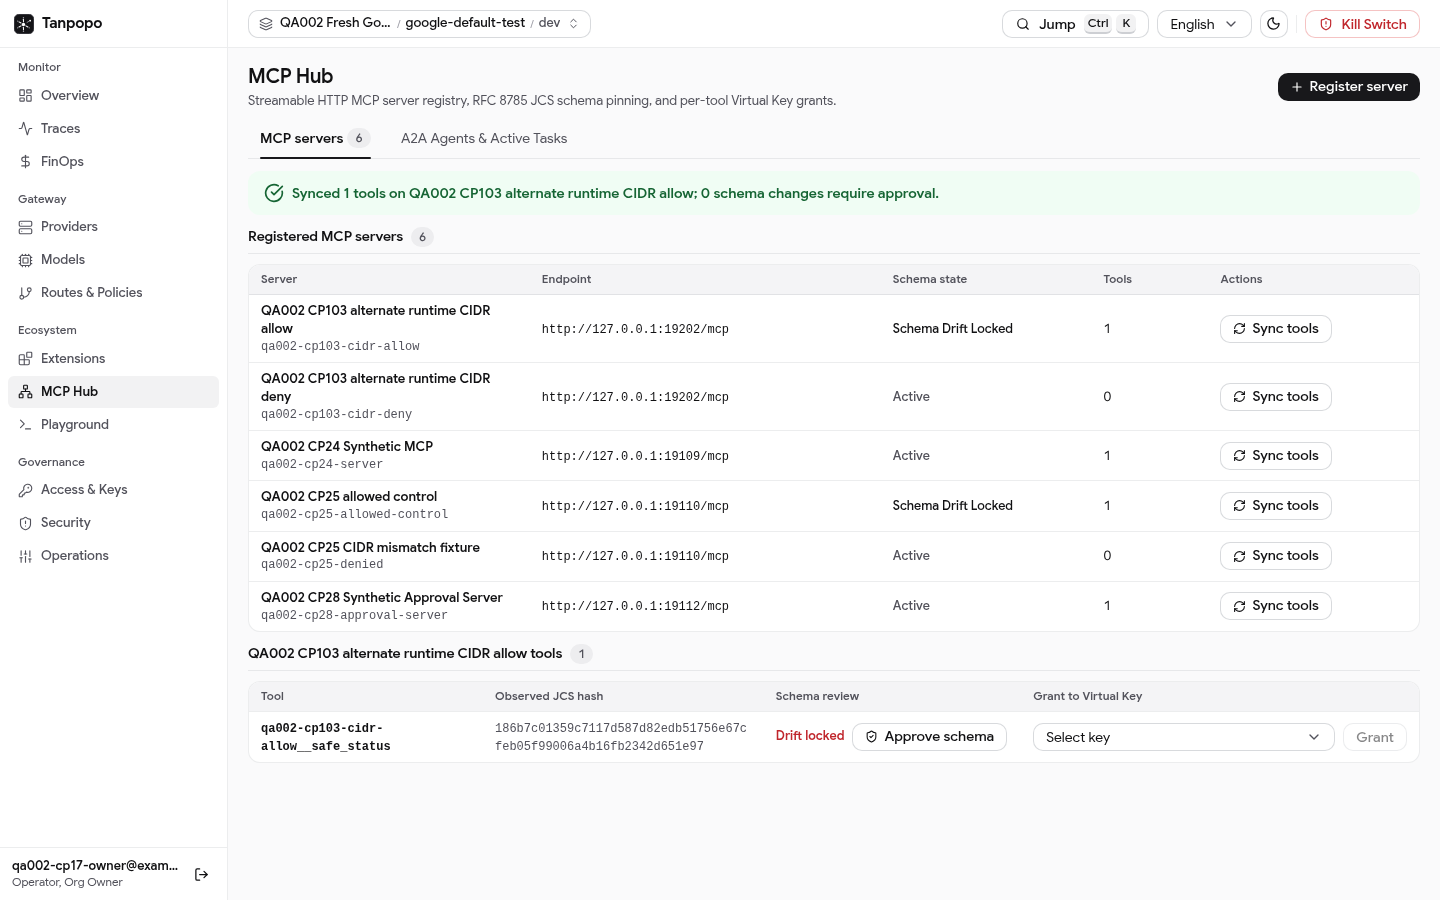 Tanpopo
QA002 Fresh Go... / google-default-test / dev
Jump Ctrl K
English
Kill Switch
Monitor
Overview
Traces
FinOps
Gateway
Providers
Models
Routes & Policies
Ecosystem
Extensions
MCP Hub
Playground
Governance
Access & Keys
Security
Operations
qa002-cp17-owner@exam...
Operator, Org Owner
MCP Hub
Streamable HTTP MCP server registry, RFC 8785 JCS schema pinning, and per-tool Virtual Key grants.
Register server
MCP servers 6
A2A Agents & Active Tasks
Synced 1 tools on QA002 CP103 alternate runtime CIDR allow; 0 schema changes require approval.
Registered MCP servers 6
Server Endpoint Schema state Tools Actions
QA002 CP103 alternate runtime CIDR
allow
qa002-cp103-cidr-allow
http://127.0.0.1:19202/mcp
Schema Drift Locked
1
Sync tools
QA002 CP103 alternate runtime CIDR
deny
qa002-cp103-cidr-deny
http://127.0.0.1:19202/mcp
Active
0
Sync tools
QA002 CP24 Synthetic MCP
qa002-cp24-server
http://127.0.0.1:19109/mcp
Active
1
Sync tools
QA002 CP25 allowed control
qa002-cp25-allowed-control
http://127.0.0.1:19110/mcp
Schema Drift Locked
1
Sync tools
QA002 CP25 CIDR mismatch fixture
qa002-cp25-denied
http://127.0.0.1:19110/mcp
Active
0
Sync tools
QA002 CP28 Synthetic Approval Server
qa002-cp28-approval-server
http://127.0.0.1:19112/mcp
Active
1
Sync tools
QA002 CP103 alternate runtime CIDR allow tools 1
Tool Observed JCS hash Schema review Grant to Virtual Key
qa002-cp103-cidr-
allow__safe_status
186b7c01359c7117d587d82edb51756e67c
feb05f99006a4b16fb2342d651e97
Drift locked
Approve schema
Select key
Grant